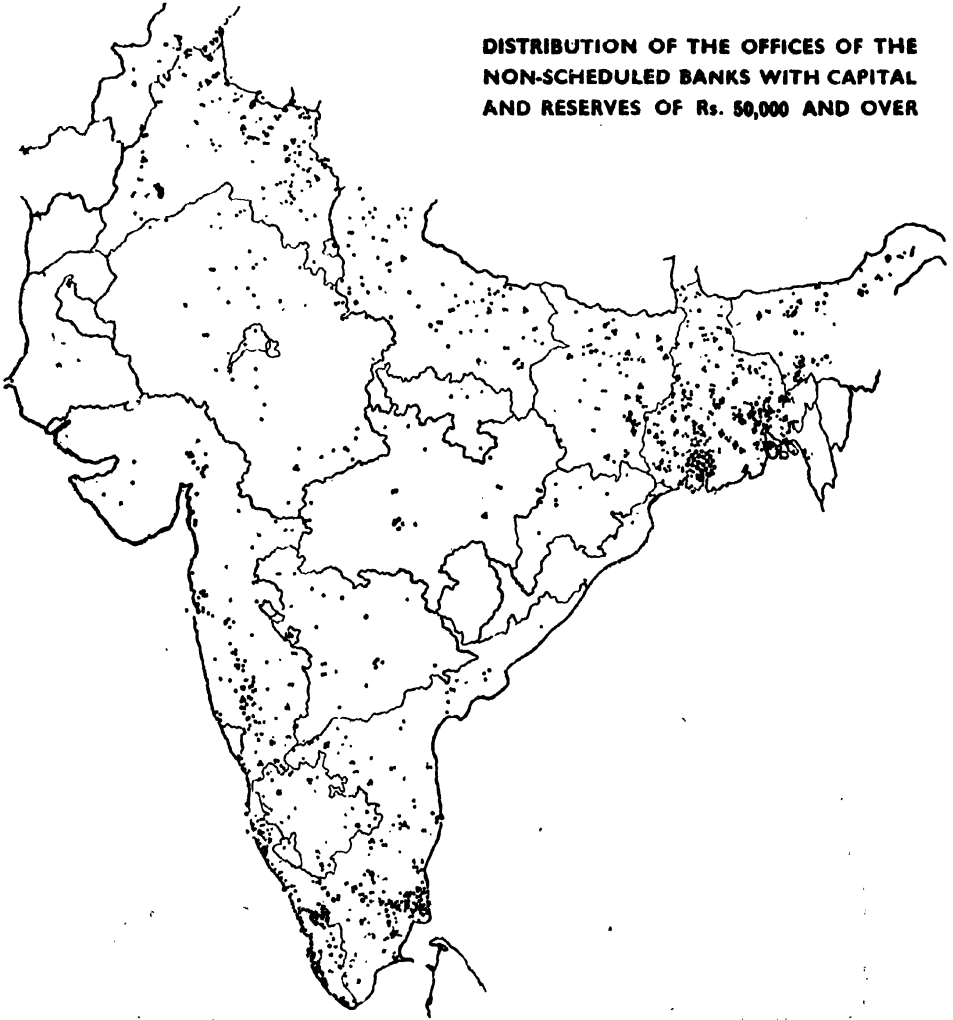 DISTRIBUTION OF THE OFFICES OF THE
NON-SCHEDULED BANKS WITH CAPITAL
AND RESERVES OF Rs. 50,000 AND OVER